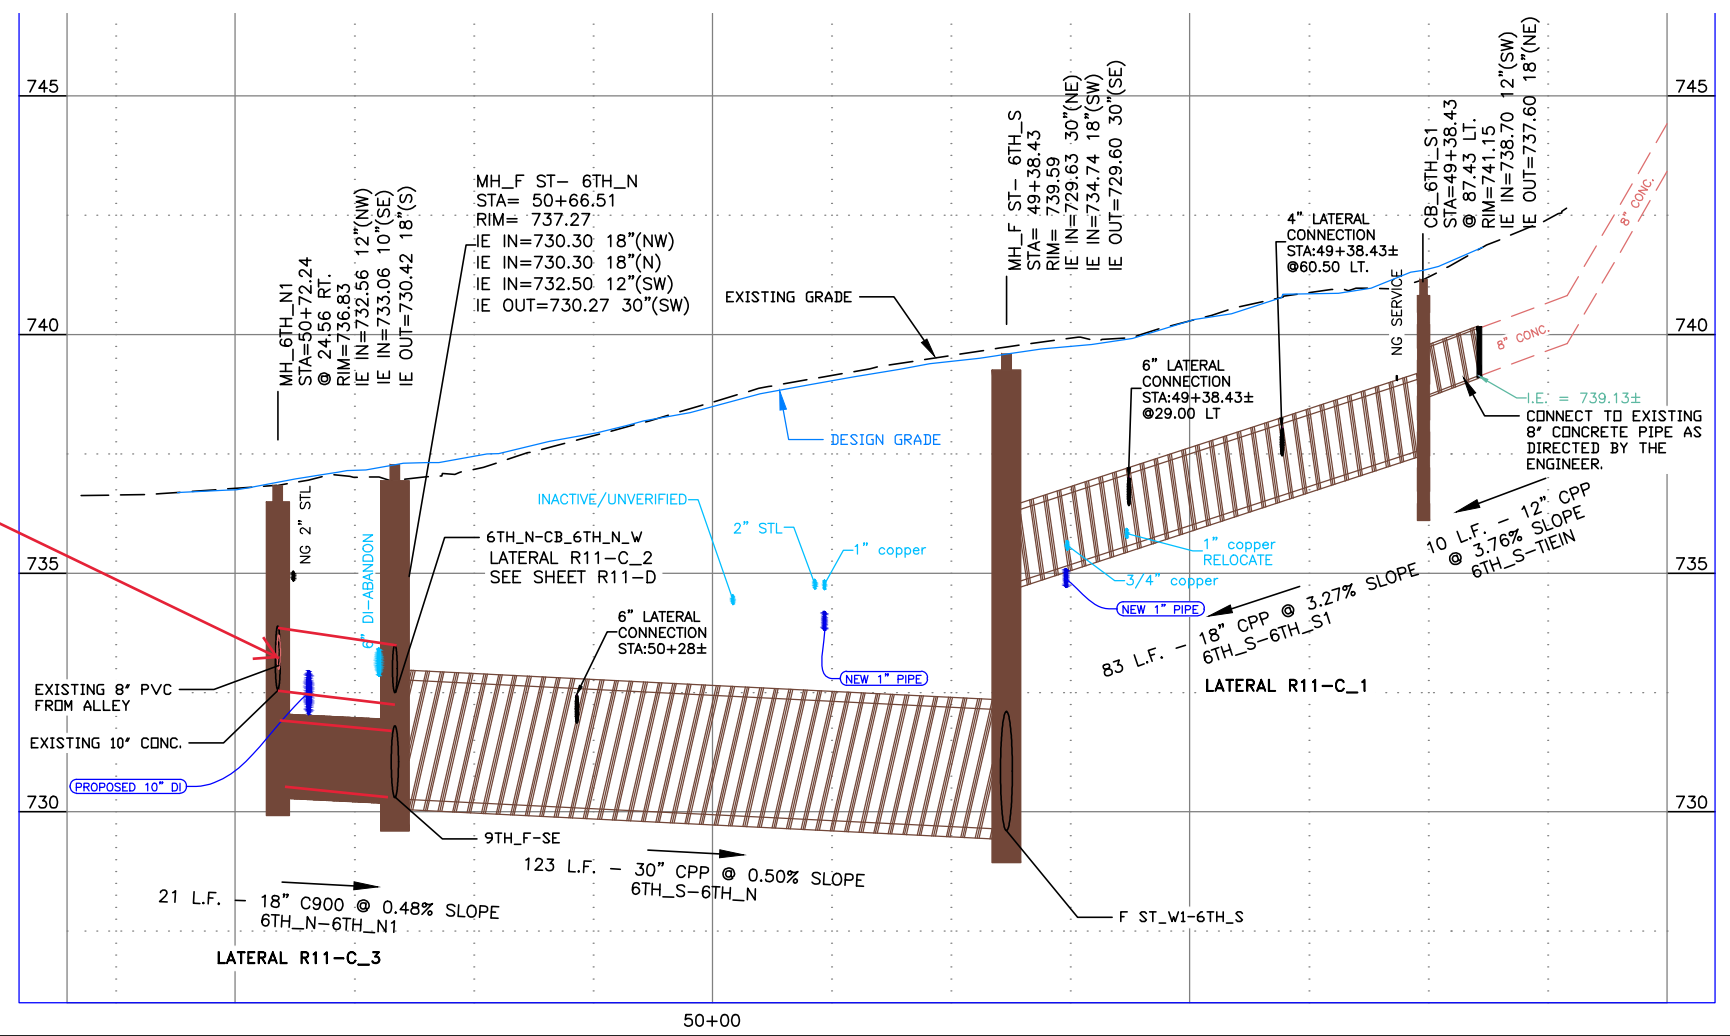 745
740
735
730
745
740
730
50+00
MH_6TH_N1
STA=50+72.24
@ 24.56 RT.
RIM=736.83
IE IN=732.56 12"(NW)
IE IN=733.06 10"(SE)
IE OUT=730.42 18"(S)
MH_F ST- 6TH_N
STA= 50+66.51
RIM= 737.27
IE IN=730.30 18"(NW)
IE IN=730.30 18"(N)
IE IN=732.50 12"(SW)
IE OUT=730.27 30"(SW)
EXISTING GRADE
DESIGN GRADE
MH_F ST- 6TH_S
STA= 49+38.43
RIM= 739.59
IE IN=729.63 30"(NE)
IE IN=734.74 18"(SW)
IE OUT=729.60 30"(SE)
4" LATERAL
CONNECTION
STA:49+38.43±
@60.50 LT.
6" LATERAL
CONNECTION
STA:49+38.43±
@29.00 LT
NG SERVICE
CB_6TH_S1
STA=49+38.43
@ 87.43 LT.
RIM=741.15
IE IN=738.70 12"(SW)
IE OUT=737.60 18"(NE)
8" CONC.
8" CONC.
I.E. = 739.13±
CONNECT TO EXISTING
8" CONCRETE PIPE AS
DIRECTED BY THE
ENGINEER.
10 L.F. - 12" CPP
@ 3.76% SLOPE
6TH_S-TIEIN
83 L.F. - 18" CPP @ 3.27% SLOPE
6TH_S-6TH_S1
LATERAL R11-C_1
NG 2" STL
6" DI-ABANDON
6TH_N-CB_6TH_N_W
LATERAL R11-C_2
SEE SHEET R11-D
6" LATERAL
CONNECTION
STA:50+28±
INACTIVE/UNVERIFIED
2" STL
1" copper
NEW 1" PIPE
1" copper
RELOCATE
3/4" copper
NEW 1" PIPE
EXISTING 8" PVC
FROM ALLEY
EXISTING 10" CONC.
PROPOSED 10" DI
9TH_F-SE
123 L.F. - 30" CPP @ 0.50% SLOPE
6TH_S-6TH_N
21 L.F. - 18" C900 @ 0.48% SLOPE
6TH_N-6TH_N1
LATERAL R11-C_3
F ST_W1-6TH_S